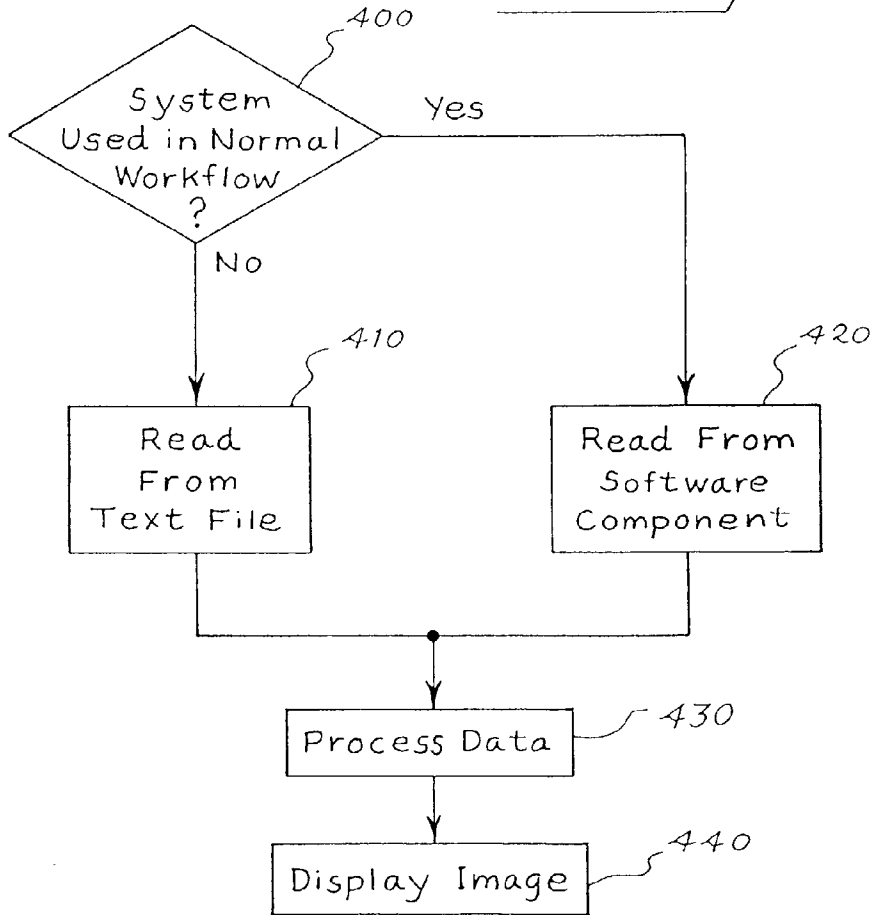 400
System
Used in Normal
Workflow
?
Yes
No
410
Read
From
Text File
420
Read From
Software
Component
430
Process Data
440
Display Image